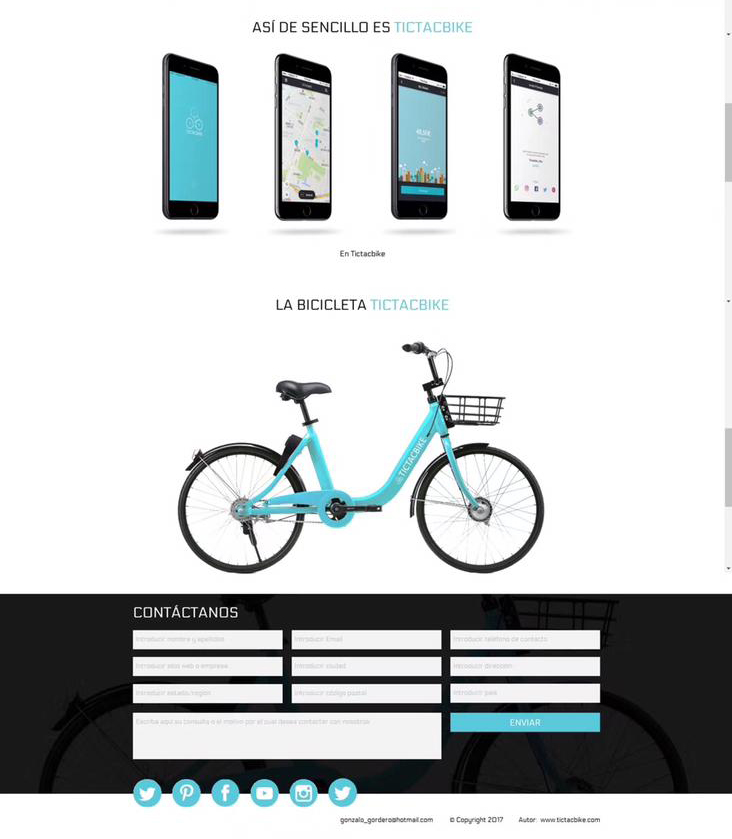 ASÍ DE SENCILLO ES TICTACBIKE
En Tictacbike
LA BICICLETA TICTACBIKE
TICTACBIKE
CONTÁCTANOS
Introducir nombre y apellidos
Introducir Email
Introducir teléfono de contacto
Introducir sitio web o empresa
Introducir ciudad
Introducir dirección
Introducir estado/región
Introducir código postal
Introducir país
Escriba aquí su consulta o el motivo por el cual desea contactar con nosotros
ENVIAR
gonzalo_gordero@hotmail.com © Copyright 2017 Autor: www.tictacbike.com